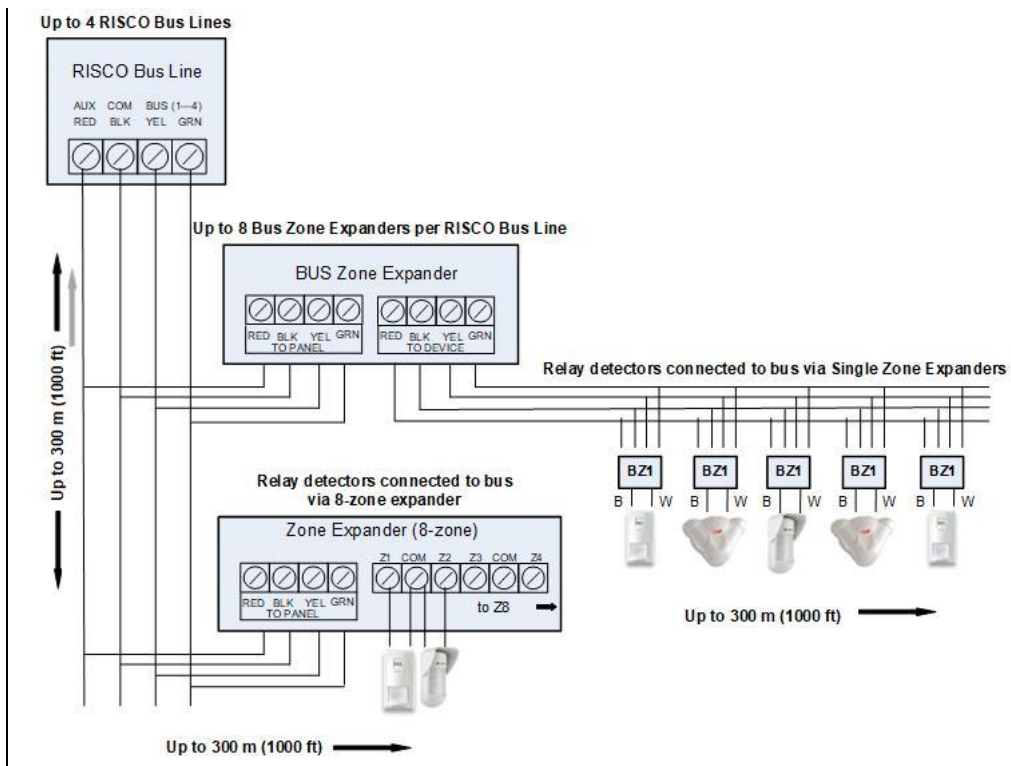 Up to 4 RISCO Bus Lines
RISCO Bus Line
AUX COM BUS (1—4)
RED BLK YEL GRN
Up to 8 Bus Zone Expanders per RISCO Bus Line
BUS Zone Expander
RED BLK YEL GRN RED BLK YEL GRN
TO PANEL TO DEVICE
Relay detectors connected to bus via Single Zone Expanders
BZ1 BZ1 BZ1 BZ1 BZ1
B W B W B W B W B W
Up to 300 m (1000 ft)
Up to 300 m (1000 ft)
Relay detectors connected to bus
via 8-zone expander
Zone Expander (8-zone)
Z1 COM Z2 Z3 COM Z4
RED BLK YEL GRN
TO PANEL
to Z8
Up to 300 m (1000 ft)